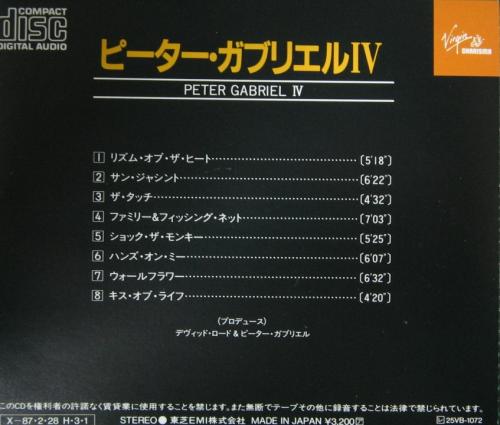 COMPACT
disc
DIGITAL AUDIO
Virgin
CHARISMA
ピーター・ガブリエルIV
PETER GABRIEL IV
1 リズム・オブ・ザ・ヒート……………………(5'18")
2 サン・ジャシント……………………(6'22")
3 ザ・タッチ……………………(4'32")
4 ファミリー&フィッシング・ネット……………………(7'03")
5 ショック・ザ・モンキー……………………(5'25")
6 ハンズ・オン・ミー……………………(6'07")
7 ウォールフラワー……………………(6'32")
8 キス・オブ・ライフ……………………(4'20")
(プロデュース)
デヴィッド・ロード&ピーター・ガブリエル
このCDを権利者の許諾なく賃貸業に使用することを禁じます。また無断でテープその他に録音することは法律で禁じられています。
X-87・2・28 H・3・1 STEREO ● 東芝EMI株式会社 MADE IN JAPAN ¥3,200 25VB-1072